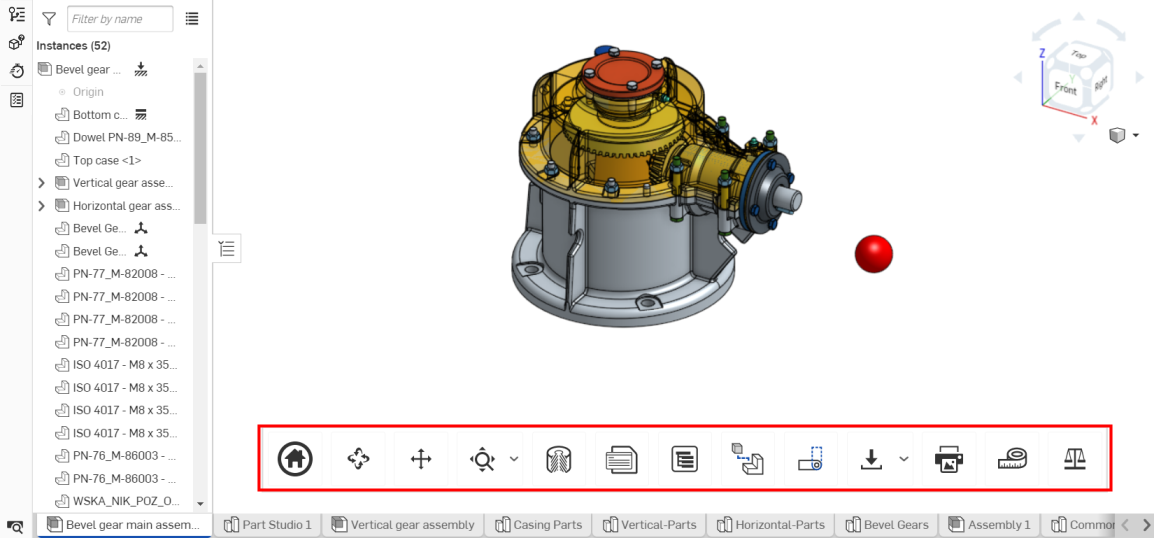 Filter by name
Instances (52)
Bevel gear ...
Origin
Bottom c...
Dowel PN-89_M-85...
Top case <1>
Vertical gear asse...
Horizontal gear ass...
Bevel Ge...
Bevel Ge...
PN-77_M-82008 - ...
PN-77_M-82008 - ...
PN-77_M-82008 - ...
PN-77_M-82008 - ...
ISO 4017 - M8 x 35...
ISO 4017 - M8 x 35...
ISO 4017 - M8 x 35...
ISO 4017 - M8 x 35...
PN-76_M-86003 - ...
PN-76_M-86003 - ...
WSKA_NIK_POZ_O...
Z
Top
Y
Front
Right
X
Bevel gear main assem...
Part Studio 1
Vertical gear assembly
Casing Parts
Vertical-Parts
Horizontal-Parts
Bevel Gears
Assembly 1
Commor